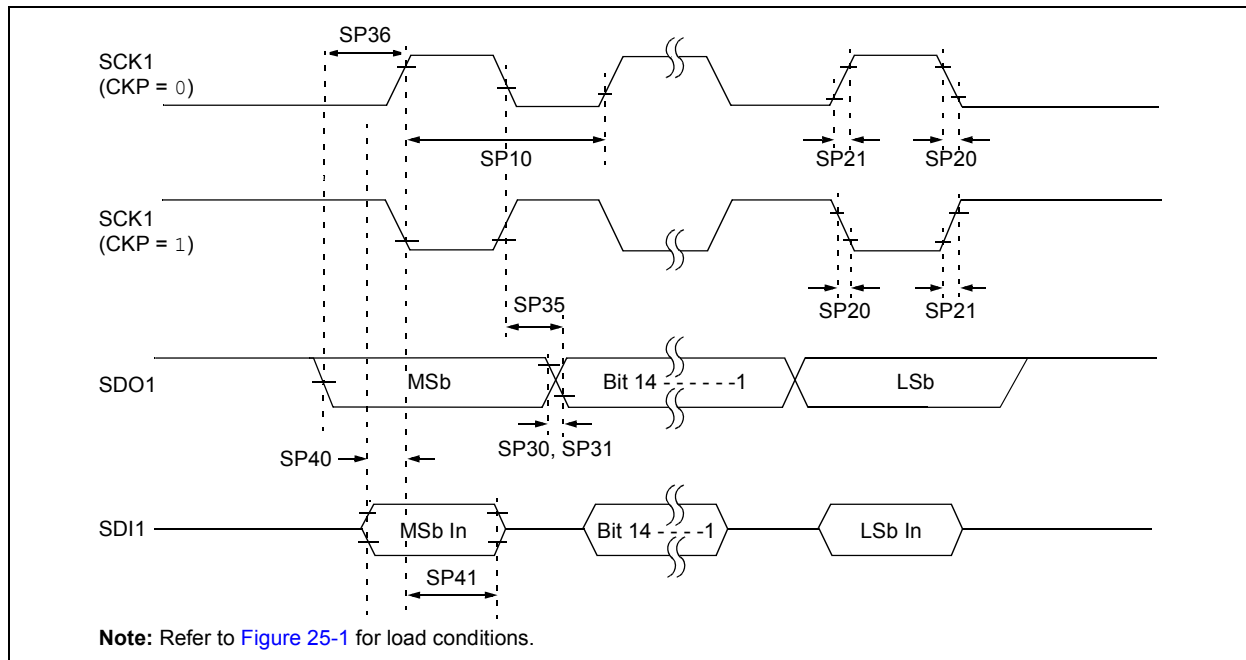 SP36
SCK1
(CKP = 0)
SP10
SP21
SP20
SCK1
(CKP = 1)
SP35
SP20
SP21
SDO1
MSb
Bit 14 - - - - - - -1
LSb
SP30, SP31
SP40
SDI1
MSb In
Bit 14 - - - - -1
LSb In
SP41
Note: Refer to Figure 25-1 for load conditions.